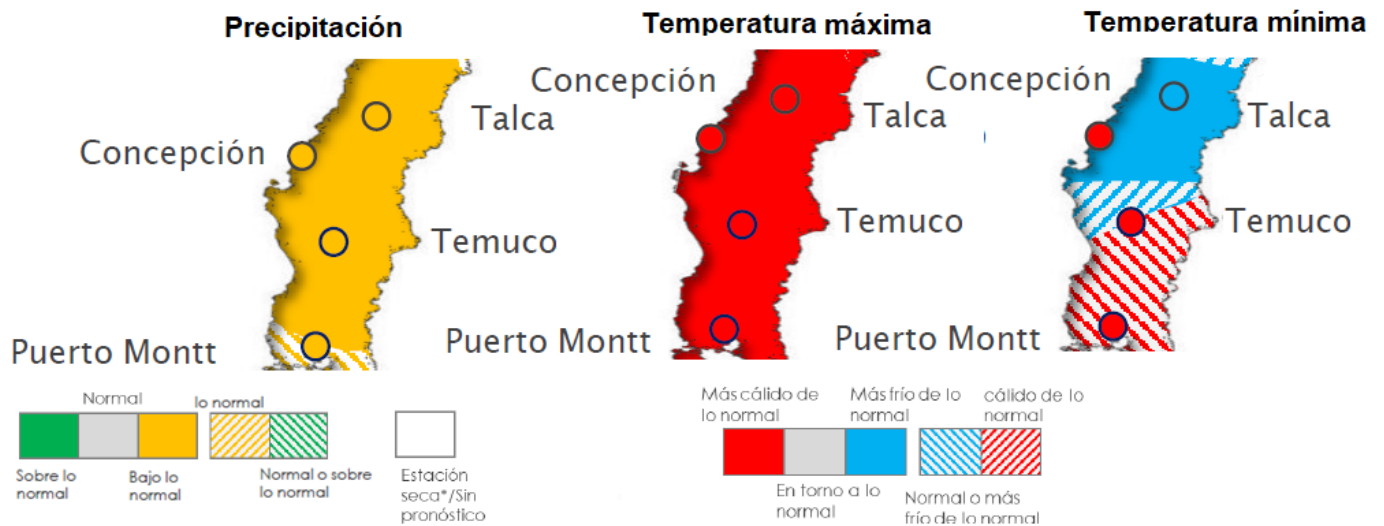 Precipitación
Concepción
Talca
Temuco
Puerto Montt
Normal
lo normal
Sobre lo
normal
Bajo lo
normal
Normal o sobre
lo normal
Estación
seca*/Sin
pronóstico
Temperatura máxima
Concepción
Talca
Temuco
Puerto Montt
Temperatura mínima
Concepción
Talca
Temuco
Puerto Montt
Más cálido de
lo normal
Más frío de lo
normal
cálido de lo
normal
En torno a lo
normal
Normal o más
frío de lo normal